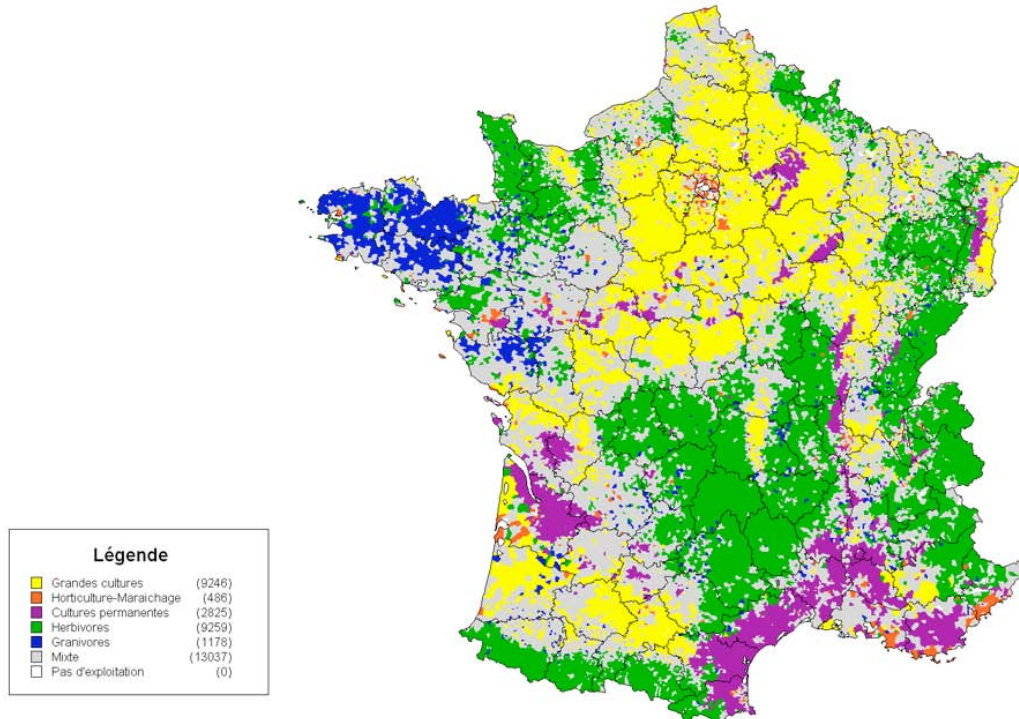 Légende
Grandes cultures (9246)
Horticulture-Maraichage (486)
Cultures permanentes (2825)
Herbivores (9259)
Granivores (1178)
Mixte (13037)
Pas d'exploitation (0)